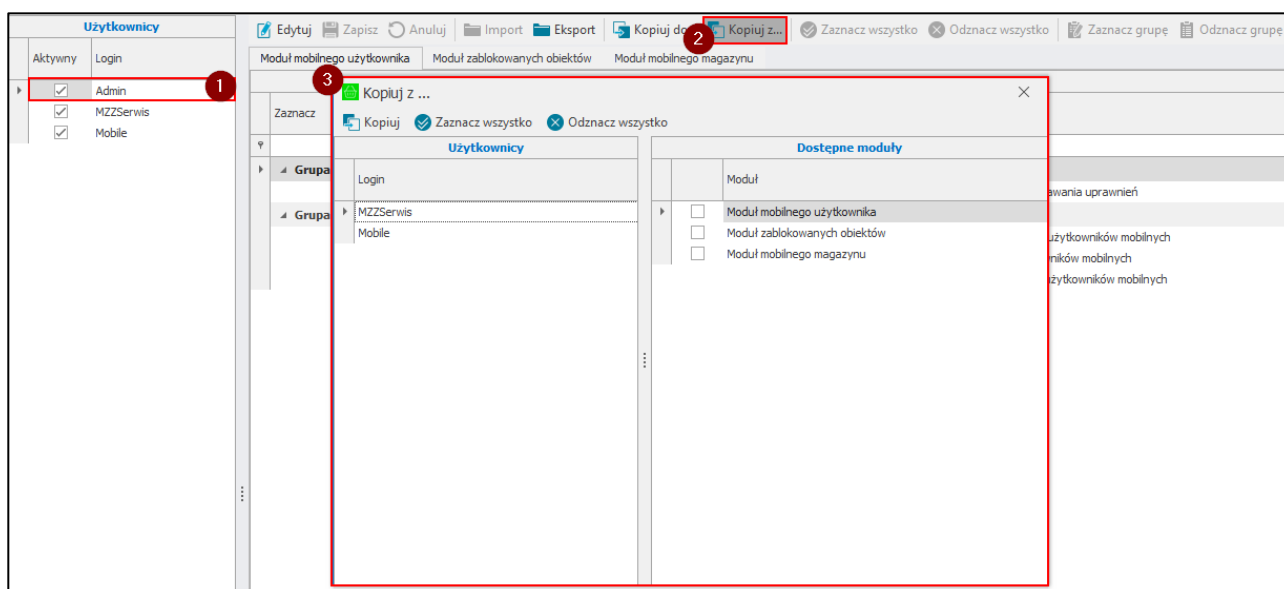 Użytkownicy
Edytuj Zapisz Anuluj Import Eksport Kopiuj do 2 Kopiuj z... Zaznacz wszystko Odznacz wszystko Zaznacz grupę Odznacz grupę
Aktywny Login
Moduł mobilnego użytkownika Moduł zablokowanych obiektów Moduł mobilnego magazynu
Admin 1
MZZSerwis
Mobile
3 Kopiuj z ...
Zaznacz
Kopiuj Zaznacz wszystko Odznacz wszystko
Użytkownicy Dostępne moduły
Grupa
Login Moduł
awania uprawnień
Grupa
MZZSerwis Moduł mobilnego użytkownika
Mobile Moduł zablokowanych obiektów
użytkowników mobilnych
Moduł mobilnego magazynu
ników mobilnych
użytkowników mobilnych